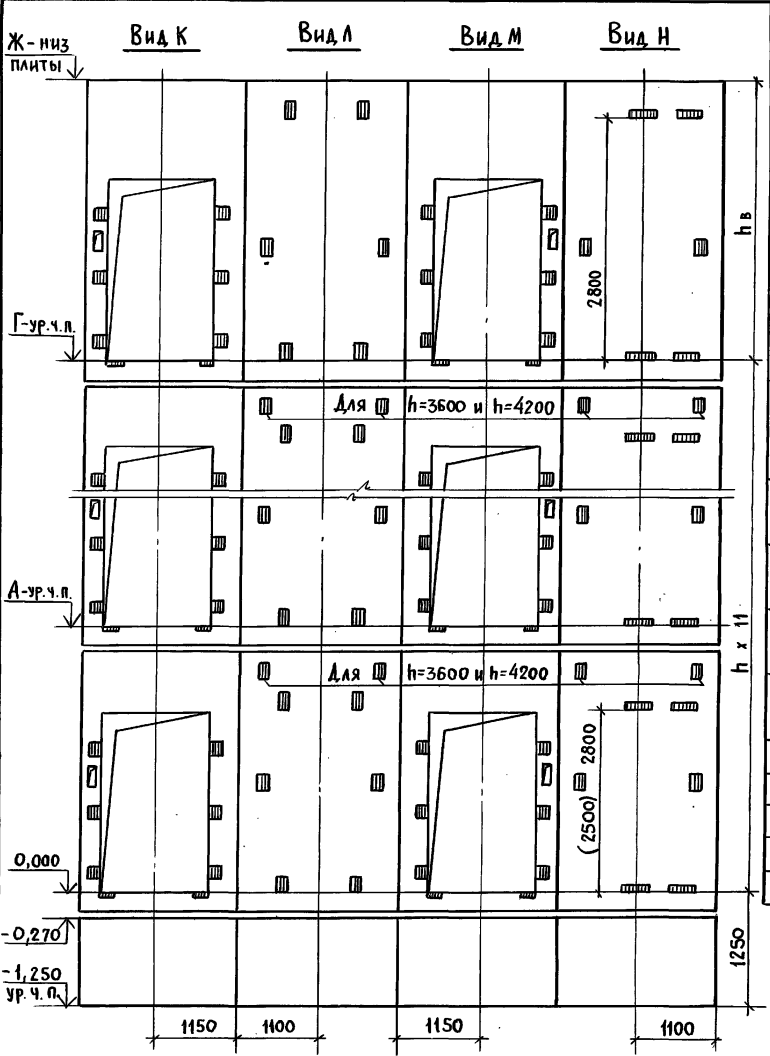 Вид К
Вид Л
Вид М
Вид Н
Ж-низ
плиты
hв
2800
Г-ур.ч.п.
Для h=3600 и h=4200
А-ур.ч.п.
h x 11
Для h=3600 и h=4200
(2500) 2800
0,000
-0,270
1250
-1,250
ур.ч.п.
1150
1100
1150
1100